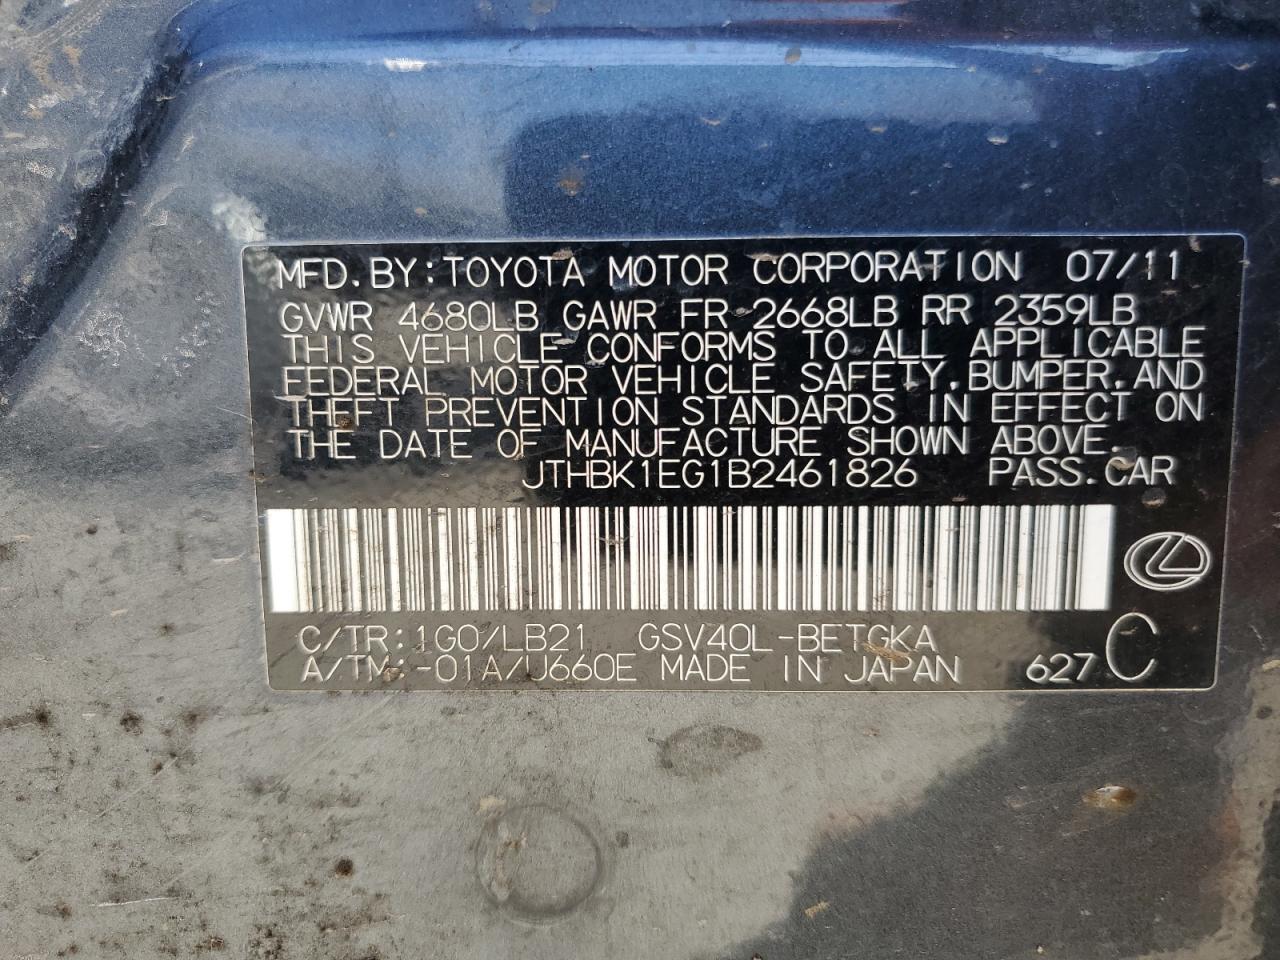 MFD.BY:TOYOTA MOTOR CORPORATION 07/11
GVWR 4680LB GAWR FR 2668LB RR 2359LB
THIS VEHICLE CONFORMS TO ALL APPLICABLE
FEDERAL MOTOR VEHICLE SAFETY,BUMPER,AND
THEFT PREVENTION STANDARDS IN EFFECT ON
THE DATE OF MANUFACTURE SHOWN ABOVE.
JTHBK1EG1B2461826 PASS.CAR
C/TR:1G0/LB21 GSV40L-BETGKA
A/TM:-01A/U660E MADE IN JAPAN 627 C